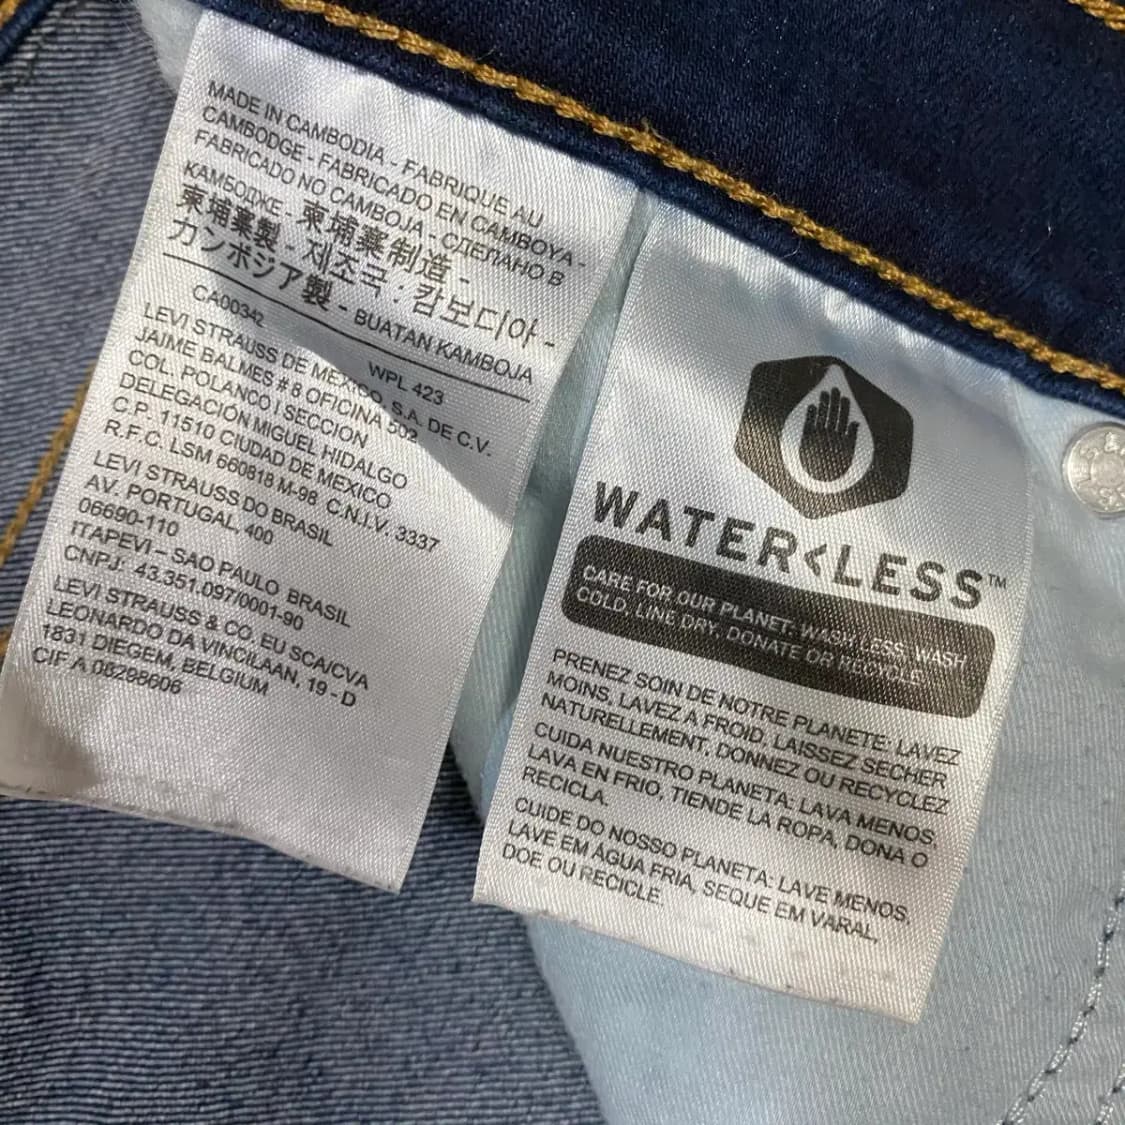 MADE IN CAMBODIA - FABRIQUE AU
CAMBODGE - FABRICADO EN CAMBOYA -
FABRICADO NO CAMBOJA - СДЕЛАНО В
КАМБОДЖЕ - 柬埔寨制造 -
柬埔寨製 - 제조국 : 캄보디아 -
カンボジア製 - BUATAN KAMBOJA
CA00342 WPL 423
LEVI STRAUSS DE MEXICO, S.A. DE C.V.
JAIME BALMES # 8 OFICINA 502
COL. POLANCO I SECCION
DELEGACIÓN MIGUEL HIDALGO
C.P. 11510 CIUDAD DE MEXICO
R.F.C. LSM 660818 M-98 C.N.I.V. 3337
LEVI STRAUSS DO BRASIL
AV. PORTUGAL, 400
06690-110
ITAPEVI – SAO PAULO BRASIL
CNPJ: 43.351.097/0001-90
LEVI STRAUSS & CO. EU SCA/CVA
LEONARDO DA VINCILAAN, 19 - D
1831 DIEGEM, BELGIUM
CIF A 08298606
WATER<LESS™
CARE FOR OUR PLANET: WASH LESS, WASH
COLD, LINE DRY, DONATE OR RECYCLE.
PRENEZ SOIN DE NOTRE PLANETE: LAVEZ
MOINS, LAVEZ A FROID, LAISSEZ SECHER
NATURELLEMENT, DONNEZ OU RECYCLEZ
CUIDA NUESTRO PLANETA: LAVA MENOS,
LAVA EN FRIO, TIENDE LA ROPA, DONA O
RECICLA.
CUIDE DO NOSSO PLANETA: LAVE MENOS,
LAVE EM ÁGUA FRIA, SEQUE EM VARAL,
DOE OU RECICLE.